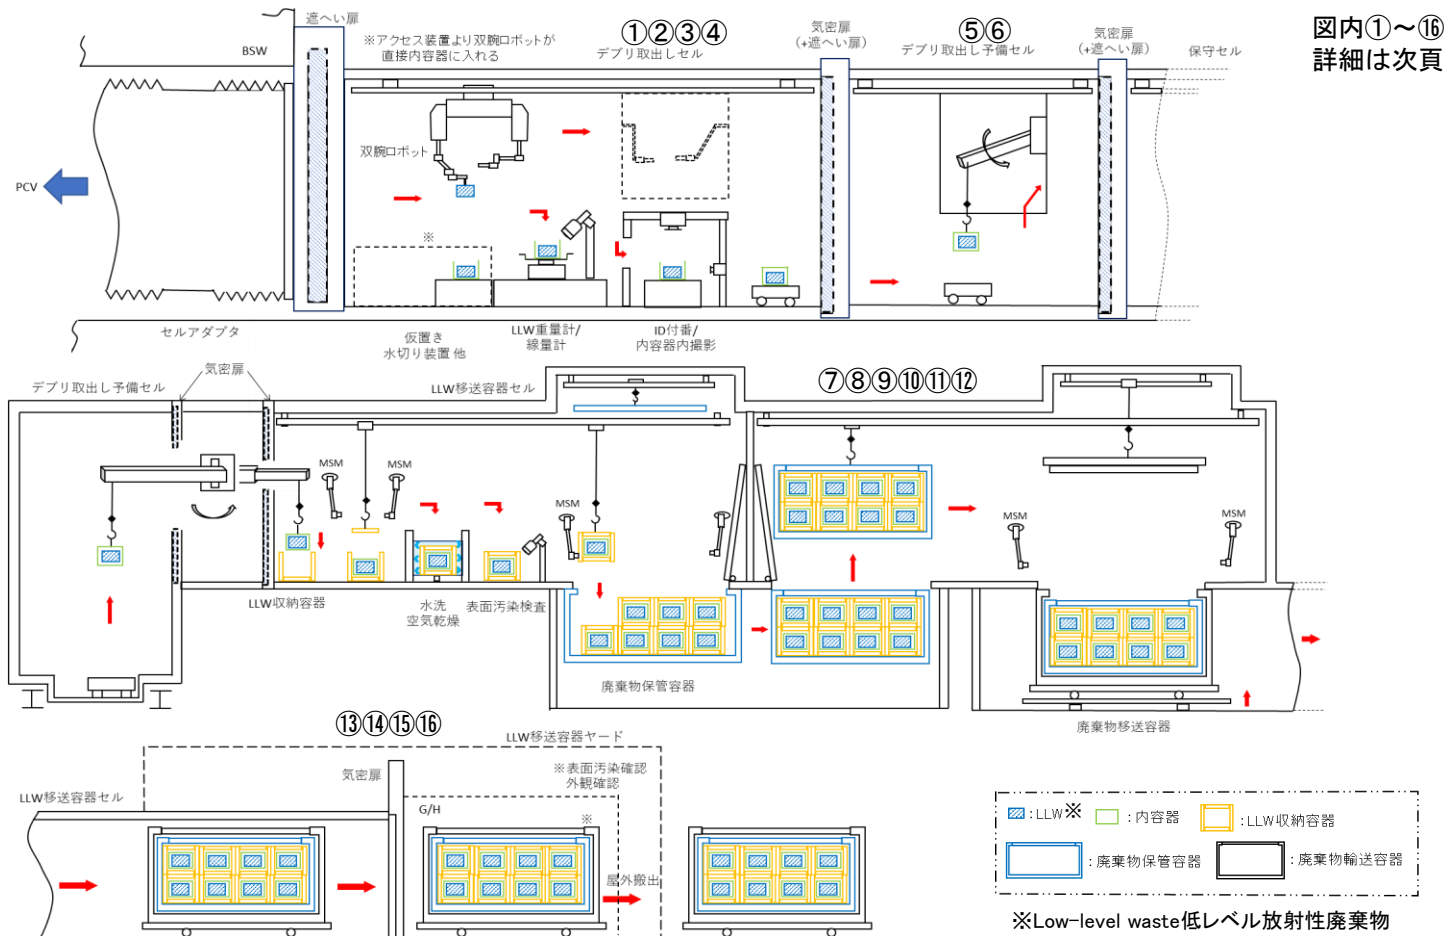 図内①～⑯
詳細は次頁
遮へい扉
BSW
※アクセス装置より双腕ロボットが
直接内容器に入れる
①②③④
デブリ取出しセル
気密扉
(+遮へい扉)
⑤⑥
デブリ取出し予備セル
気密扉
(+遮へい扉)
保守セル
双腕ロボット
PCV
※
セルアダプタ
仮置き
水切り装置 他
LLW重量計/
線量計
ID付番/
内容器内撮影
デブリ取出し予備セル
気密扉
LLW移送容器セル
⑦⑧⑨⑩⑪⑫
MSM
MSM
MSM
MSM
MSM
LLW収納容器
水洗
空気乾燥
表面汚染検査
廃棄物保管容器
廃棄物移送容器
⑬⑭⑮⑯
LLW移送容器ヤード
気密扉
※表面汚染確認
外観確認
LLW移送容器セル
G/H
※
屋外搬出
:LLW※
:内容器
:LLW収納容器
:廃棄物保管容器
:廃棄物輸送容器
※Low-level waste低レベル放射性廃棄物